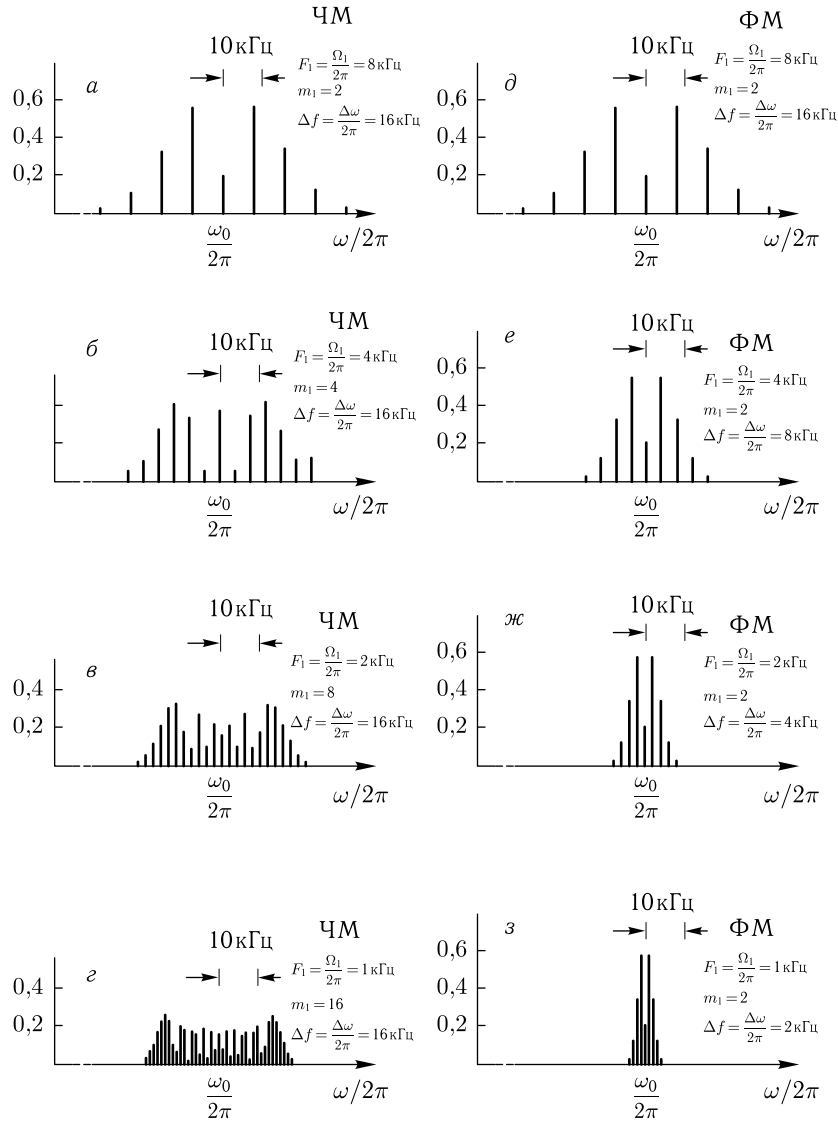 ЧМ
10 кГц
а
F₁ = Ω₁/2π = 8 кГц
m₁ = 2
Δf = Δω/2π = 16 кГц
0,6
0,4
0,2
ω₀/2π
ω/2π
ФМ
10 кГц
д
F₁ = Ω₁/2π = 8 кГц
m₁ = 2
Δf = Δω/2π = 16 кГц
0,6
0,4
0,2
ω₀/2π
ω/2π
ЧМ
10 кГц
б
F₁ = Ω₁/2π = 4 кГц
m₁ = 4
Δf = Δω/2π = 16 кГц
ω₀/2π
ω/2π
10 кГц
ФМ
е
F₁ = Ω₁/2π = 4 кГц
m₁ = 2
Δf = Δω/2π = 8 кГц
0,6
0,4
0,2
ω₀/2π
ω/2π
10 кГц
ЧМ
в
F₁ = Ω₁/2π = 2 кГц
m₁ = 8
Δf = Δω/2π = 16 кГц
0,4
0,2
ω₀/2π
ω/2π
10 кГц
ФМ
ж
F₁ = Ω₁/2π = 2 кГц
m₁ = 2
Δf = Δω/2π = 4 кГц
0,6
0,4
0,2
ω₀/2π
ω/2π
10 кГц
ЧМ
г
F₁ = Ω₁/2π = 1 кГц
m₁ = 16
Δf = Δω/2π = 16 кГц
0,4
0,2
ω₀/2π
ω/2π
10 кГц
ФМ
з
F₁ = Ω₁/2π = 1 кГц
m₁ = 2
Δf = Δω/2π = 2 кГц
0,6
0,4
0,2
ω₀/2π
ω/2π